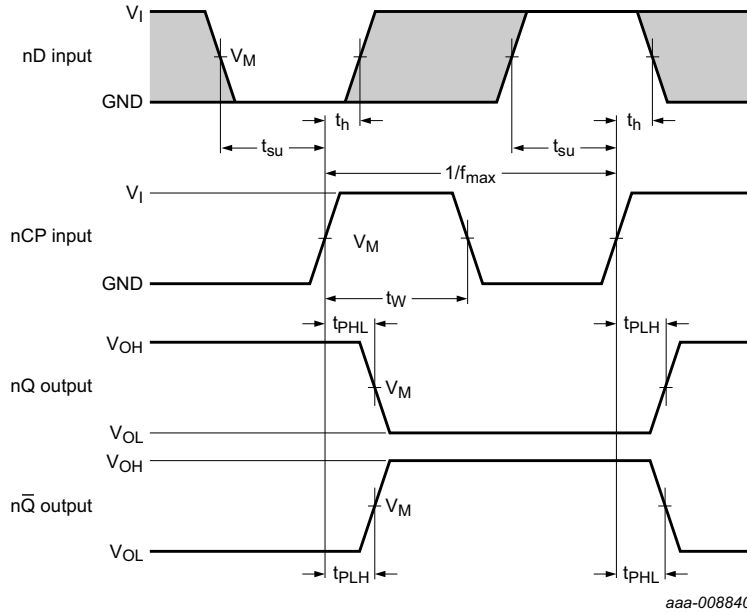 V_I
nD input
V_M
GND
t_h
t_h
t_su
t_su
1/f_max
V_I
nCP input
V_M
GND
t_W
t_PHL
t_PLH
V_OH
nQ output
V_M
V_OL
V_OH
nQ̅ output
V_M
V_OL
t_PLH
t_PHL
aaa-008840